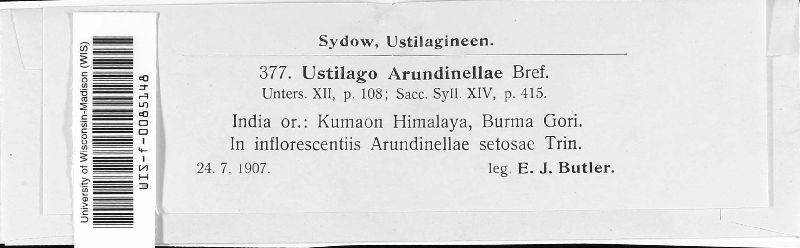 Sydow, Ustilagineen.
377. Ustilago Arundinellae Bref.
Unters. XII, p. 108; Sacc. Syll. XIV, p. 415.
India or.: Kumaon Himalaya, Burma Gori.
In inflorescentiis Arundinellae setosac Trin.
24. 7. 1907. leg. E. J. Butler.
University of Wisconsin-Madison (WIS)
WIS-f-0085148